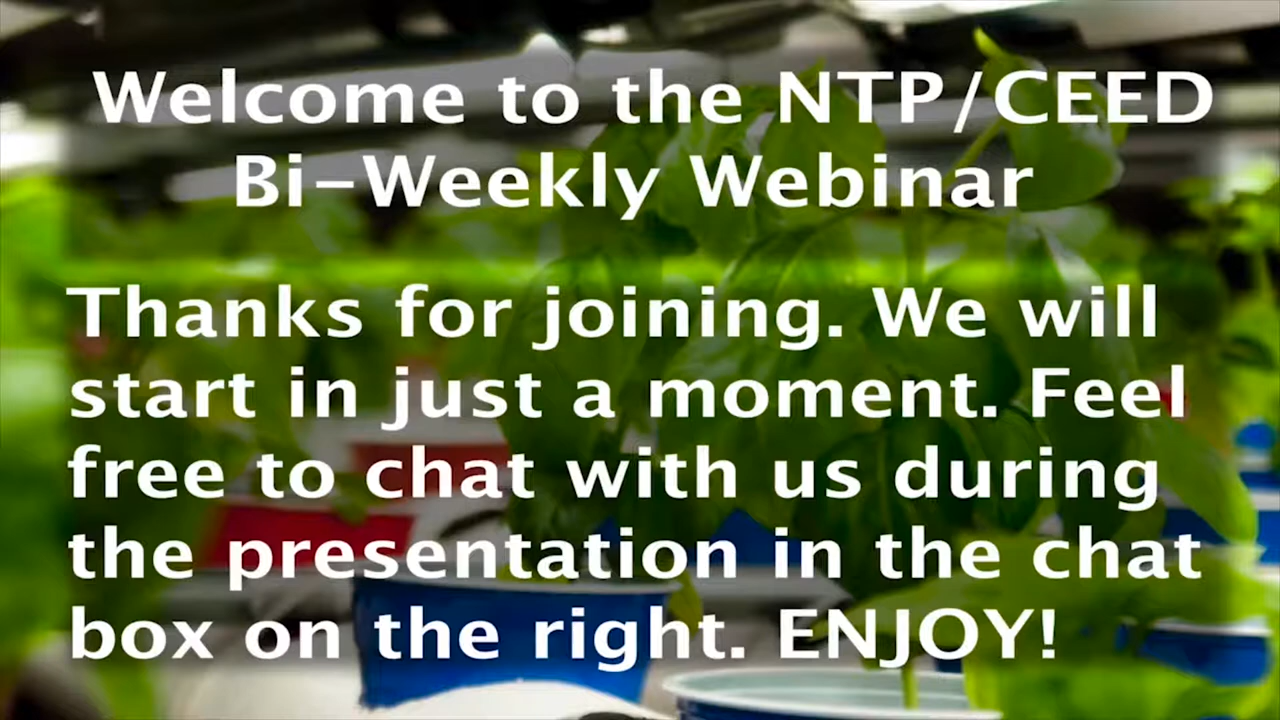 Welcome to the NTP/CEED
Bi-Weekly Webinar
Thanks for joining. We will
start in just a moment. Feel
free to chat with us during
the presentation in the chat
box on the right. ENJOY!